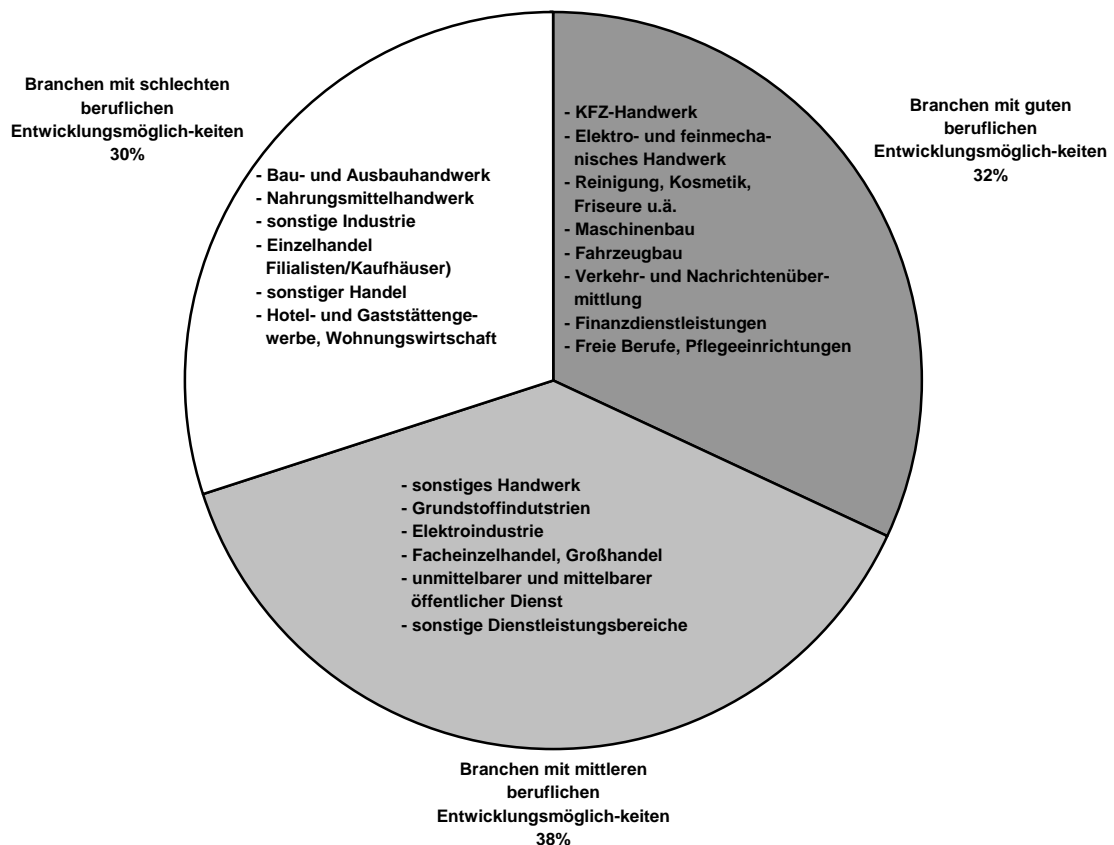 Branchen mit schlechten
beruflichen
Entwicklungsmöglich-keiten
30%
- Bau- und Ausbauhandwerk
- Nahrungsmittelhandwerk
- sonstige Industrie
- Einzelhandel
Filialisten/Kaufhäuser)
- sonstiger Handel
- Hotel- und Gaststättenge-
werbe, Wohnungswirtschaft
- KFZ-Handwerk
- Elektro- und feinmecha-
nisches Handwerk
- Reinigung, Kosmetik,
Friseure u.ä.
- Maschinenbau
- Fahrzeugbau
- Verkehr- und Nachrichtenüber-
mittlung
- Finanzdienstleistungen
- Freie Berufe, Pflegeeinrichtungen
Branchen mit guten
beruflichen
Entwicklungsmöglich-keiten
32%
- sonstiges Handwerk
- Grundstoffindutstrien
- Elektroindustrie
- Facheinzelhandel, Großhandel
- unmittelbarer und mittelbarer
öffentlicher Dienst
- sonstige Dienstleistungsbereiche
Branchen mit mittleren
beruflichen
Entwicklungsmöglich-keiten
38%